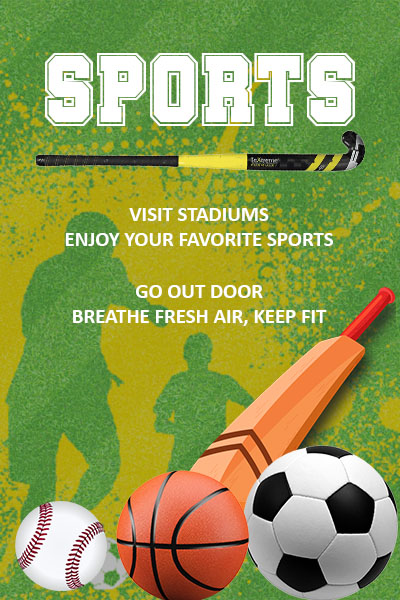 SPORTS
VISIT STADIUMS
ENJOY YOUR FAVORITE SPORTS
GO OUT DOOR
BREATHE FRESH AIR, KEEP FIT